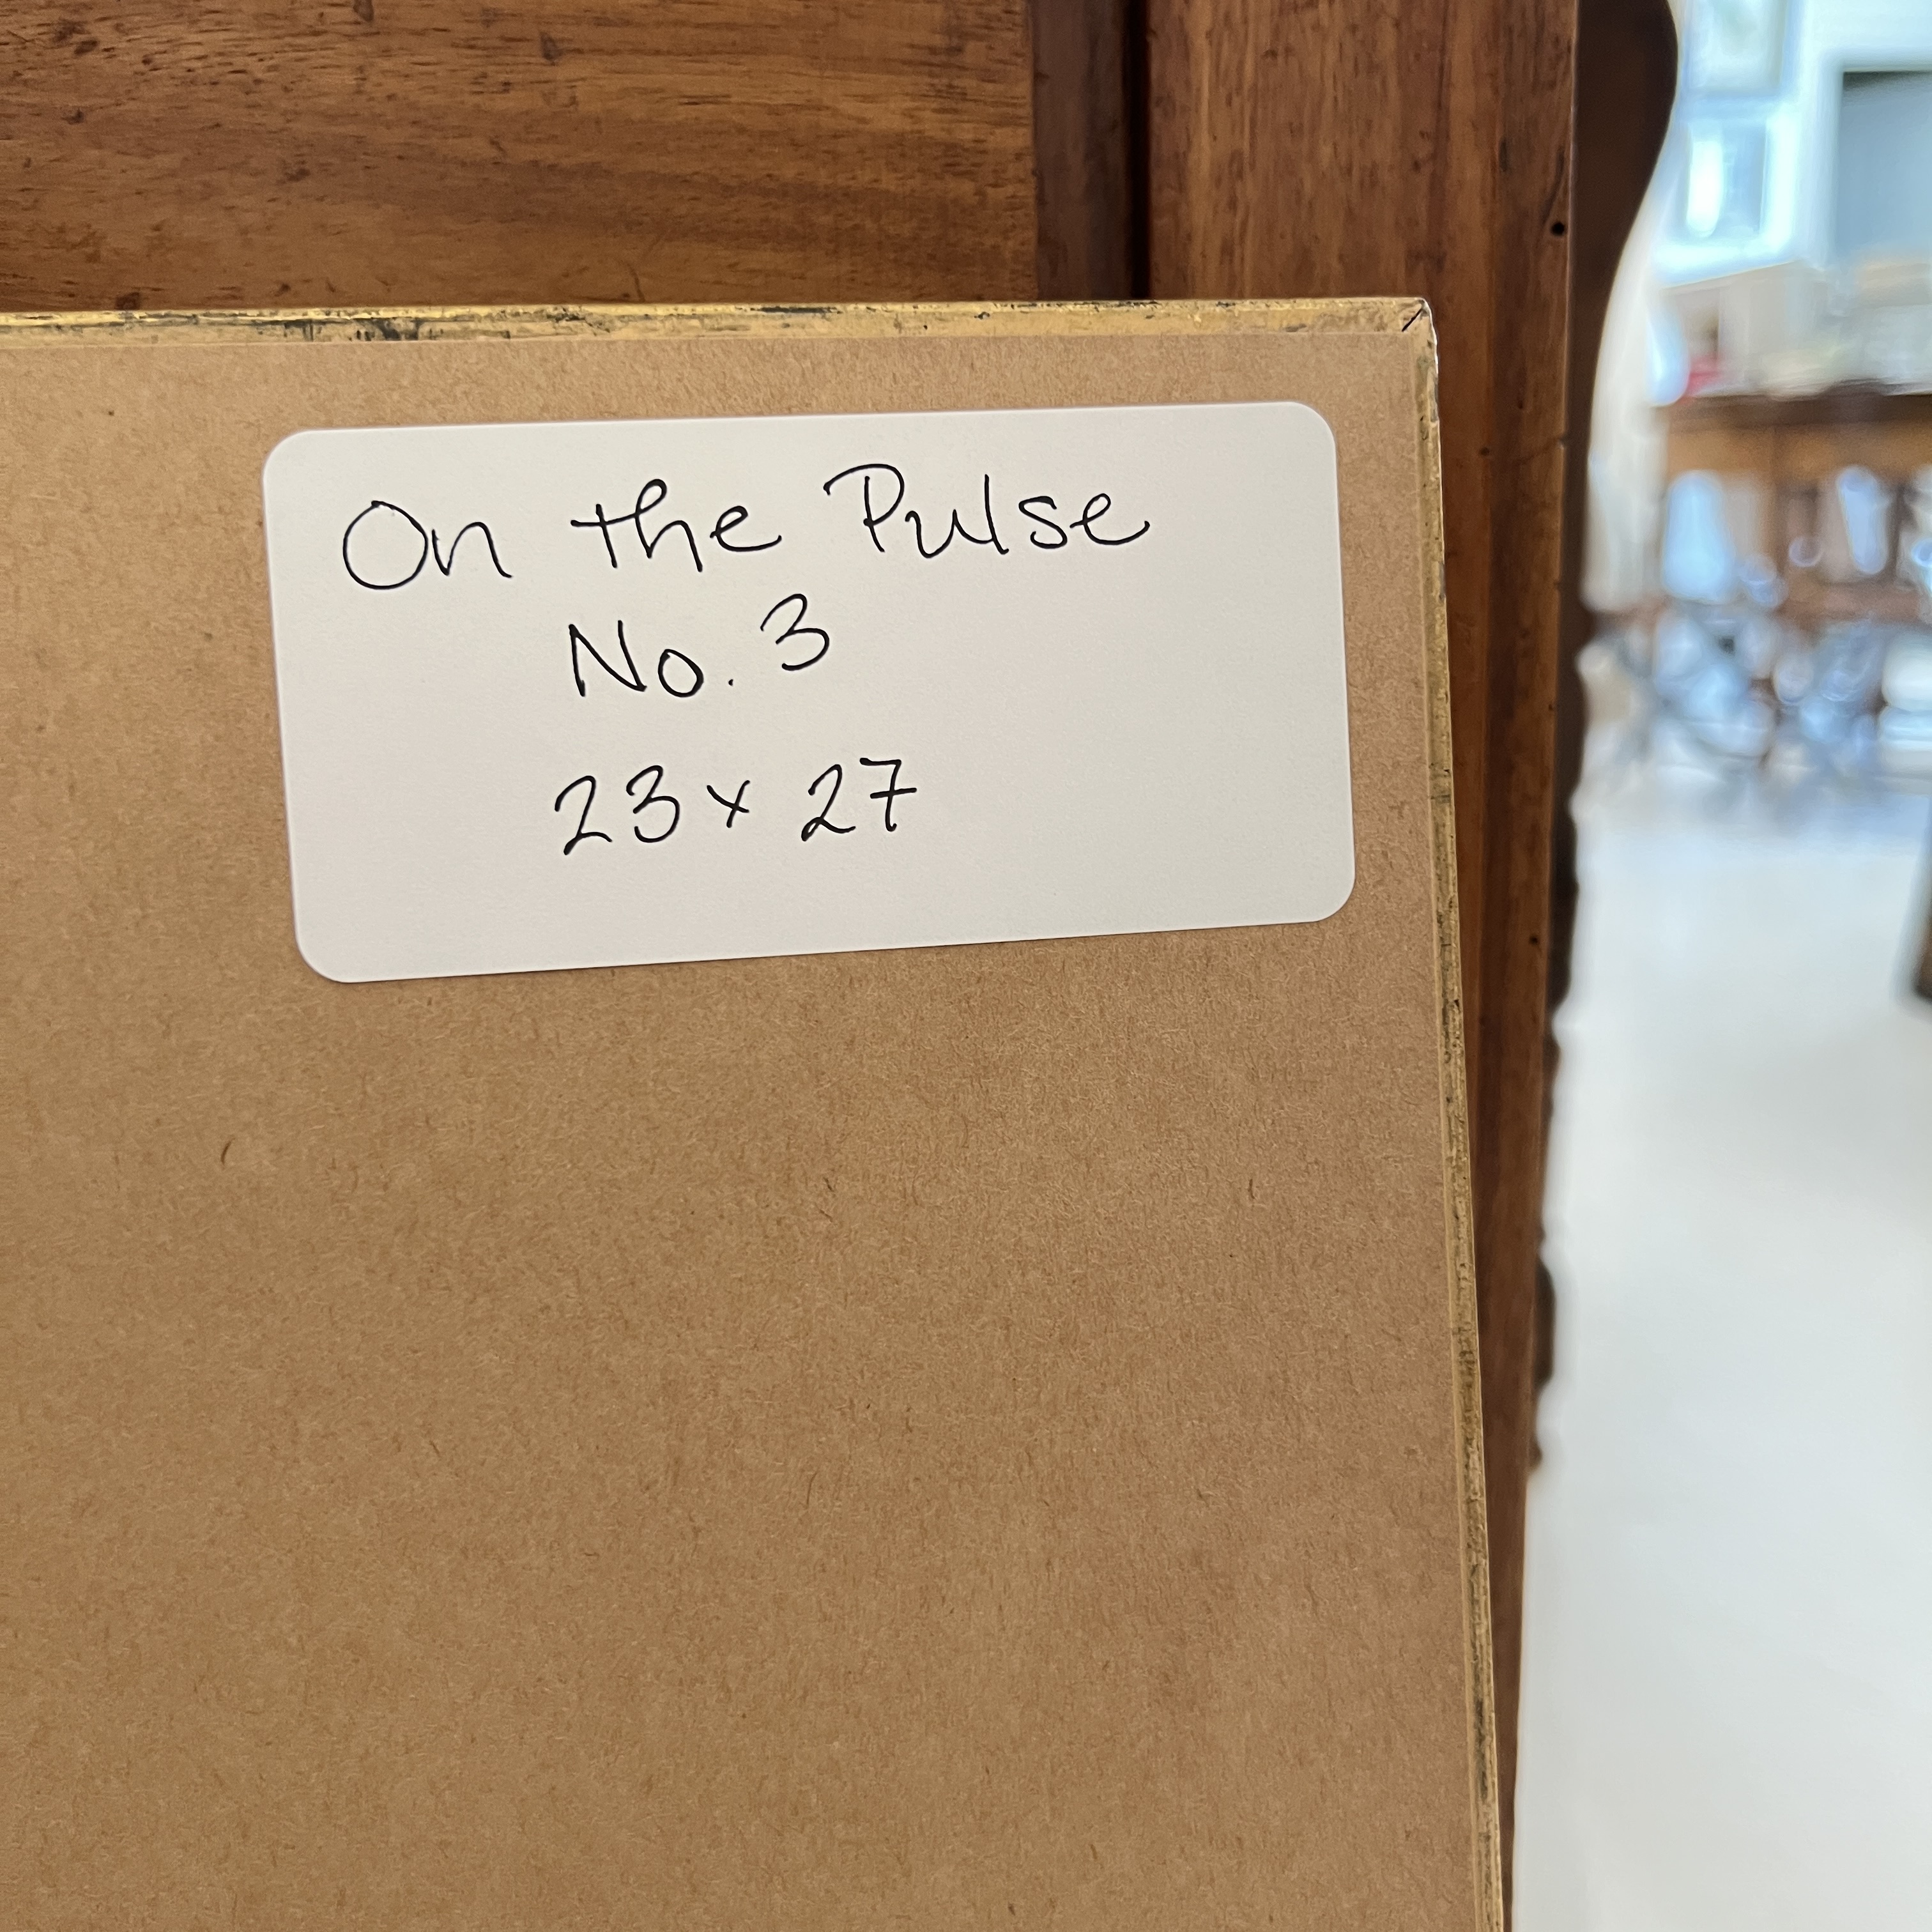 On the Pulse
No. 3
23 x 27